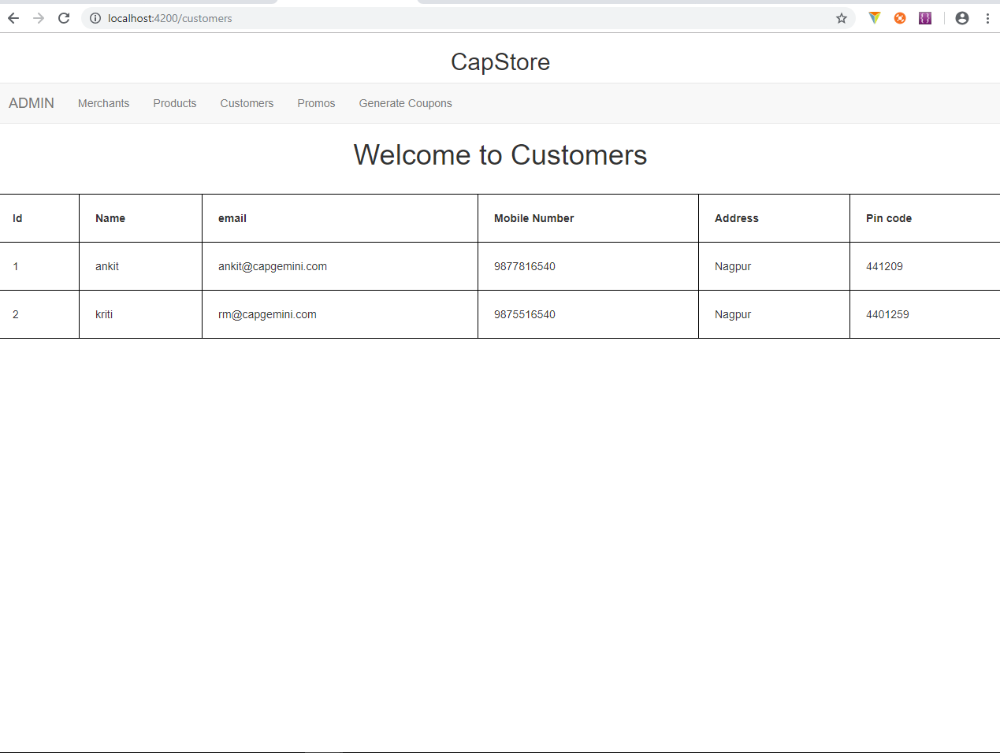 localhost:4200/customers
CapStore
ADMIN Merchants Products Customers Promos Generate Coupons
Welcome to Customers
Id Name email Mobile Number Address Pin code
1 ankit ankit@capgemini.com 9877816540 Nagpur 441209
2 kriti rm@capgemini.com 9875516540 Nagpur 4401259